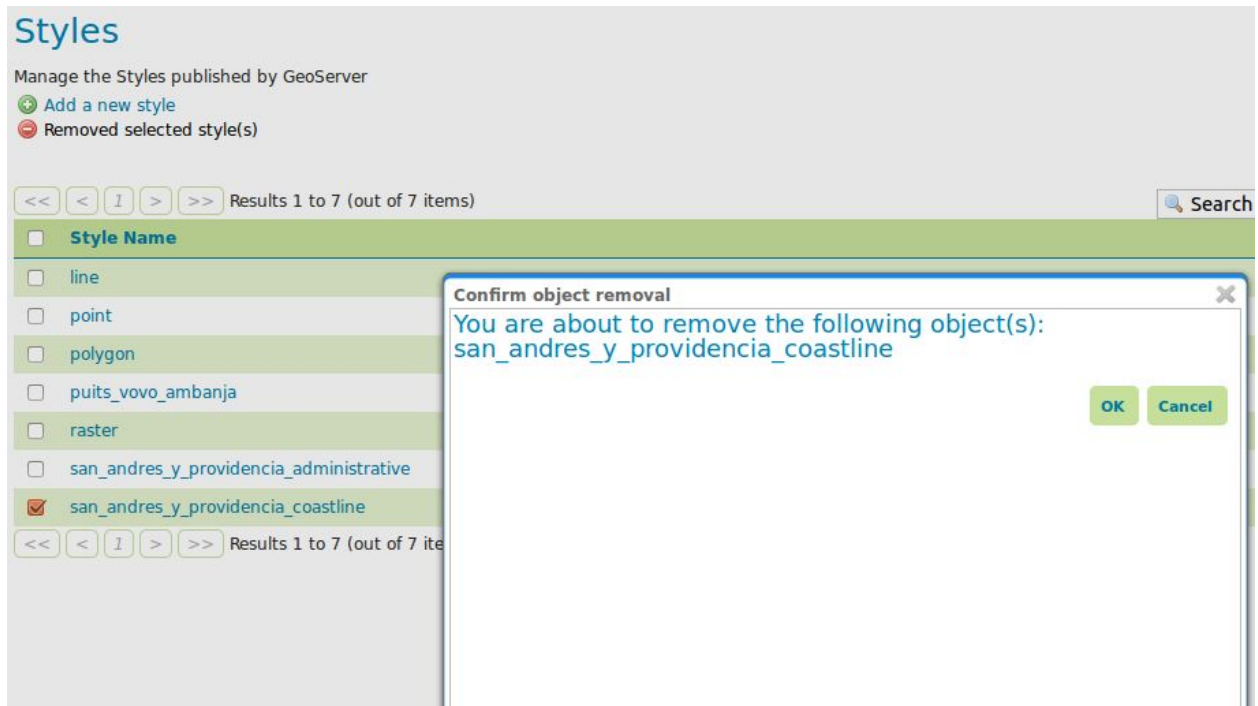 Styles
Manage the Styles published by GeoServer
Add a new style
Removed selected style(s)
<< < 1 > >> Results 1 to 7 (out of 7 items)
Search
Style Name
line
point
polygon
puits_vovo_ambanja
raster
san_andres_y_providencia_administrative
san_andres_y_providencia_coastline
<< < 1 > >> Results 1 to 7 (out of 7 ite
Confirm object removal
You are about to remove the following object(s):
san_andres_y_providencia_coastline
OK Cancel